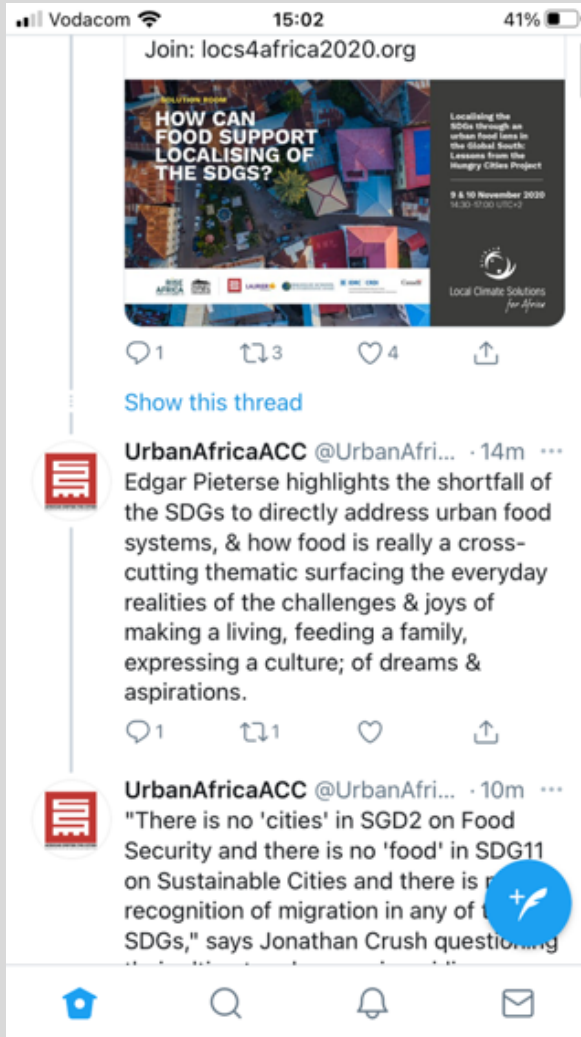 Vodacom 15:02 41%
Join: locs4africa2020.org
SOLUTION ROOM
HOW CAN
FOOD SUPPORT
LOCALISING OF
THE SDGS?
Localising the
SDGs through an
urban food lens in
the Global South:
Lessons from the
Hungry Cities Project
9 & 10 November 2020
14:30-17:00 UTC+2
RISE
AFRICA
LAURIER
IDRC CRDI
Canada
Local Climate Solutions
for Africa
1 3 4
Show this thread
UrbanAfricaACC @UrbanAfri... · 14m ···
Edgar Pieterse highlights the shortfall of
the SDGs to directly address urban food
systems, & how food is really a cross-
cutting thematic surfacing the everyday
realities of the challenges & joys of
making a living, feeding a family,
expressing a culture; of dreams &
aspirations.
1 1
UrbanAfricaACC @UrbanAfri... · 10m ···
"There is no 'cities' in SGD2 on Food
Security and there is no 'food' in SDG11
on Sustainable Cities and there is
recognition of migration in any of
SDGs," says Jonathan Crush questioning